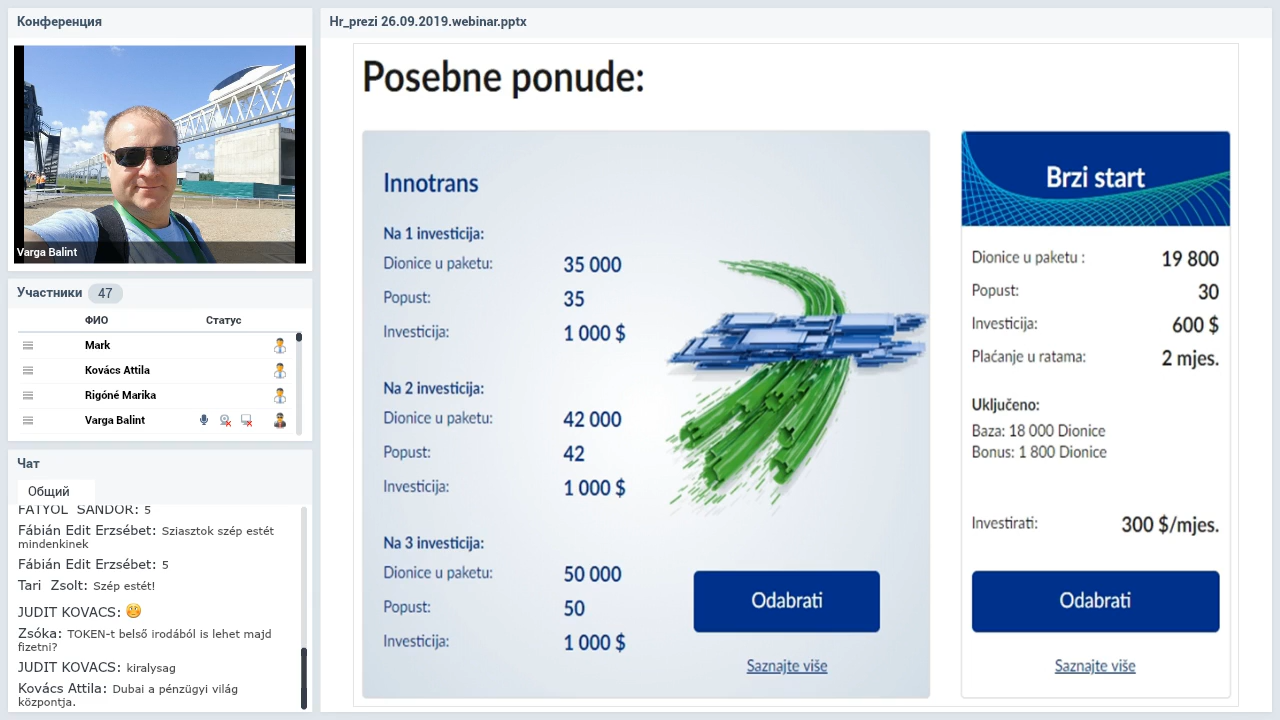 Конференция
Varga Balint
Участники 47
ФИО Статус
Mark
Kovács Attila
Rigóné Marika
Varga Balint
Чат
Общий
FATYOL SANDOR: 5
Fábián Edit Erzsébet: Sziasztok szép estét
mindenkinek
Fábián Edit Erzsébet: 5
Tari Zsolt: Szép estét!
JUDIT KOVACS:
Zsóka: TOKEN-t belső irodából is lehet majd
fizetni?
JUDIT KOVACS: kiralysag
Kovács Attila: Dubai a pénzügyi világ
központja.
Hr_prezi 26.09.2019.webinar.pptx
Posebne ponude:
Innotrans
Na 1 investicija:
Dionice u paketu: 35 000
Popust: 35
Investicija: 1 000 $
Na 2 investicija:
Dionice u paketu: 42 000
Popust: 42
Investicija: 1 000 $
Na 3 investicija:
Dionice u paketu: 50 000
Popust: 50
Investicija: 1 000 $
Odabrati
Saznajte više
Brzi start
Dionice u paketu : 19 800
Popust: 30
Investicija: 600 $
Plaćanje u ratama: 2 mjes.
Uključeno:
Baza: 18 000 Dionice
Bonus: 1 800 Dionice
Investirati: 300 $/mjes.
Odabrati
Saznajte više